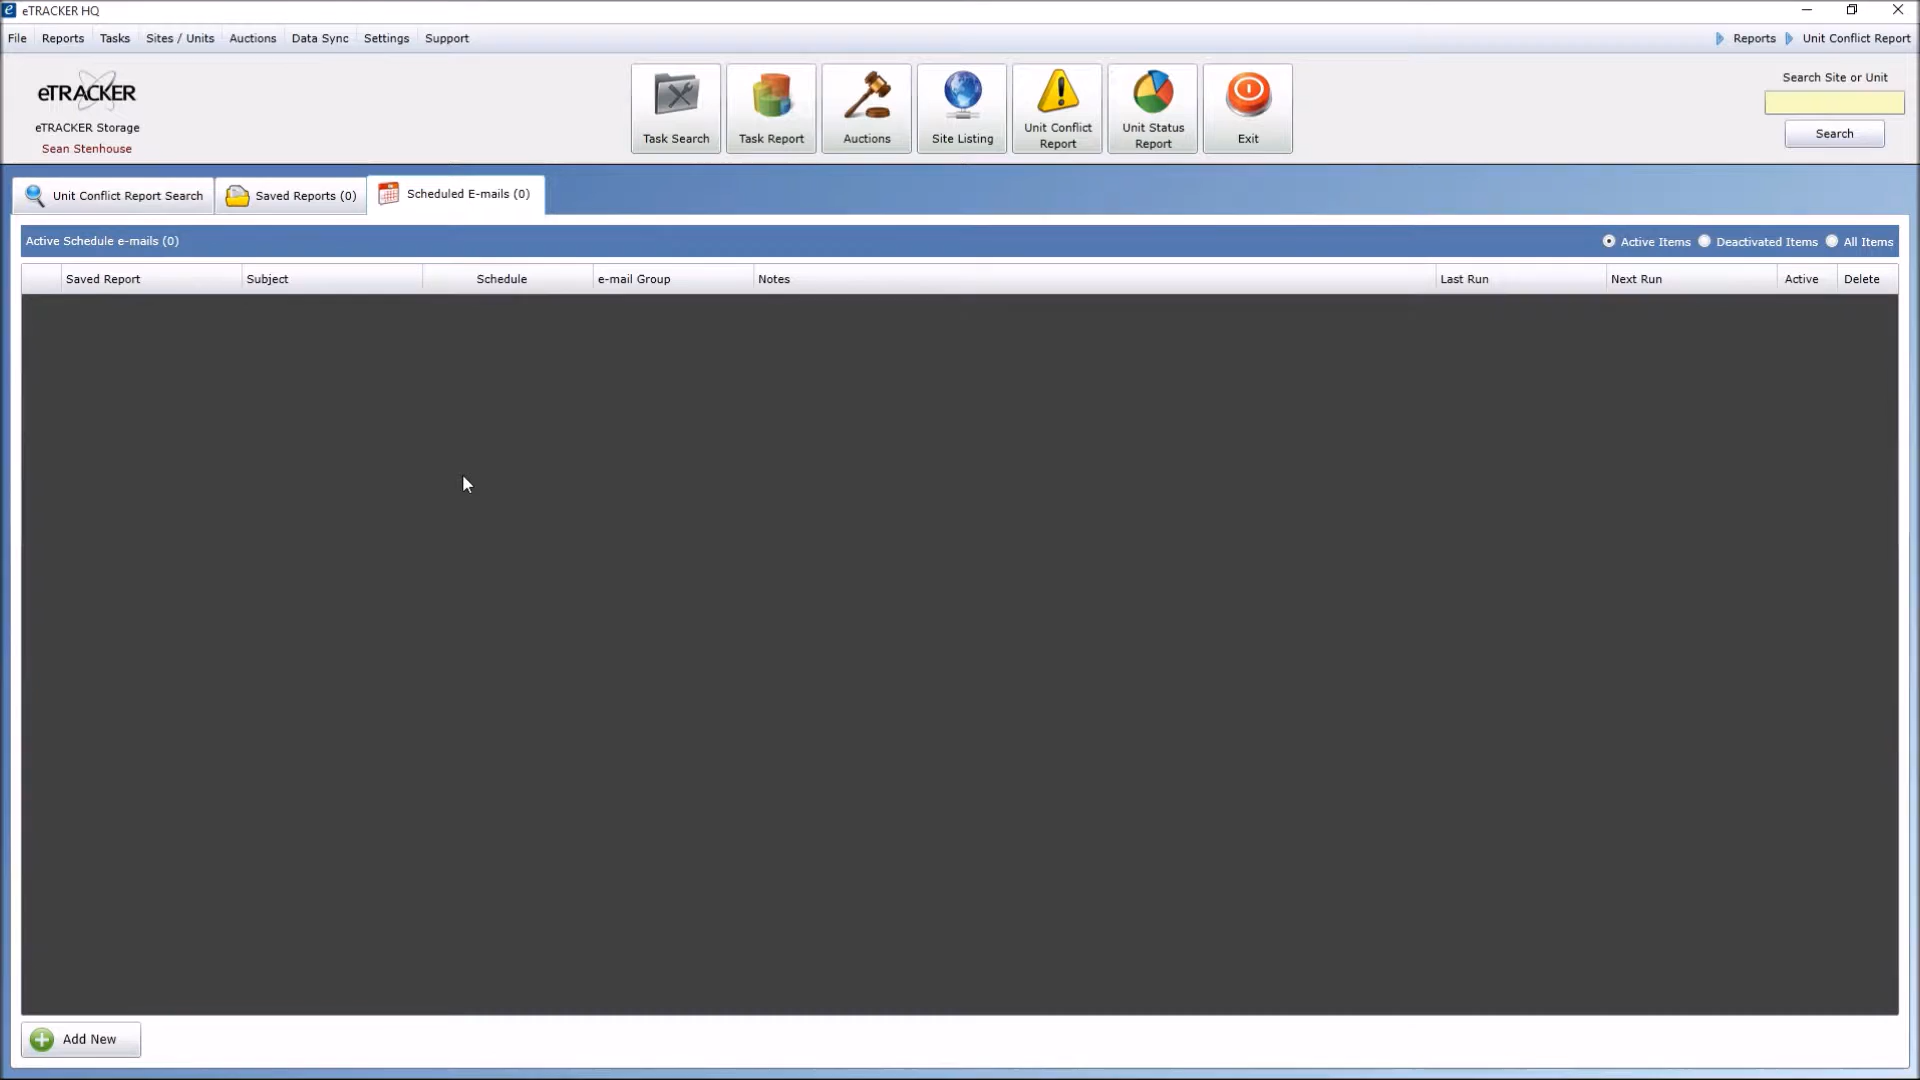 eTRACKER HQ
File Reports Tasks Sites / Units Auctions Data Sync Settings Support Reports Unit Conflict Report
eTRACKER
eTRACKER Storage
Sean Stenhouse
Task Search
Task Report
Auctions
Site Listing
Unit Conflict
Report
Unit Status
Report
Exit
Search Site or Unit
Search
Unit Conflict Report Search
Saved Reports (0)
Scheduled E-mails (0)
Active Schedule e-mails (0)
Active Items Deactivated Items All Items
Saved Report Subject Schedule e-mail Group Notes Last Run Next Run Active Delete
Add New